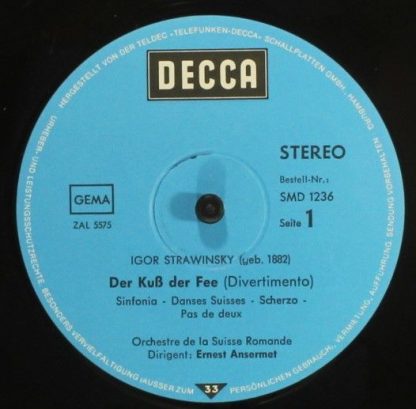 HERGESTELLT VON DER TELDEC »TELEFUNKEN-DECCA« SCHALLPLATTEN GMBH · HAMBURG
URHEBER- UND LEISTUNGSSCHUTZRECHTE BESONDERS VERVIELFÄLTIGUNG (AUSSER ZUM PERSÖNLICHEN GEBRAUCH), VERMIETUNG, AUFFÜHRUNG, SENDUNG VORBEHALTEN
DECCA
STEREO
Bestell-Nr.:
SMD 1236
Seite 1
GEMA
ZAL 5575
IGOR STRAWINSKY (geb. 1882)
Der Kuß der Fee (Divertimento)
Sinfonia - Danses Suisses - Scherzo -
Pas de deux
Orchestre de la Suisse Romande
Dirigent: Ernest Ansermet
33